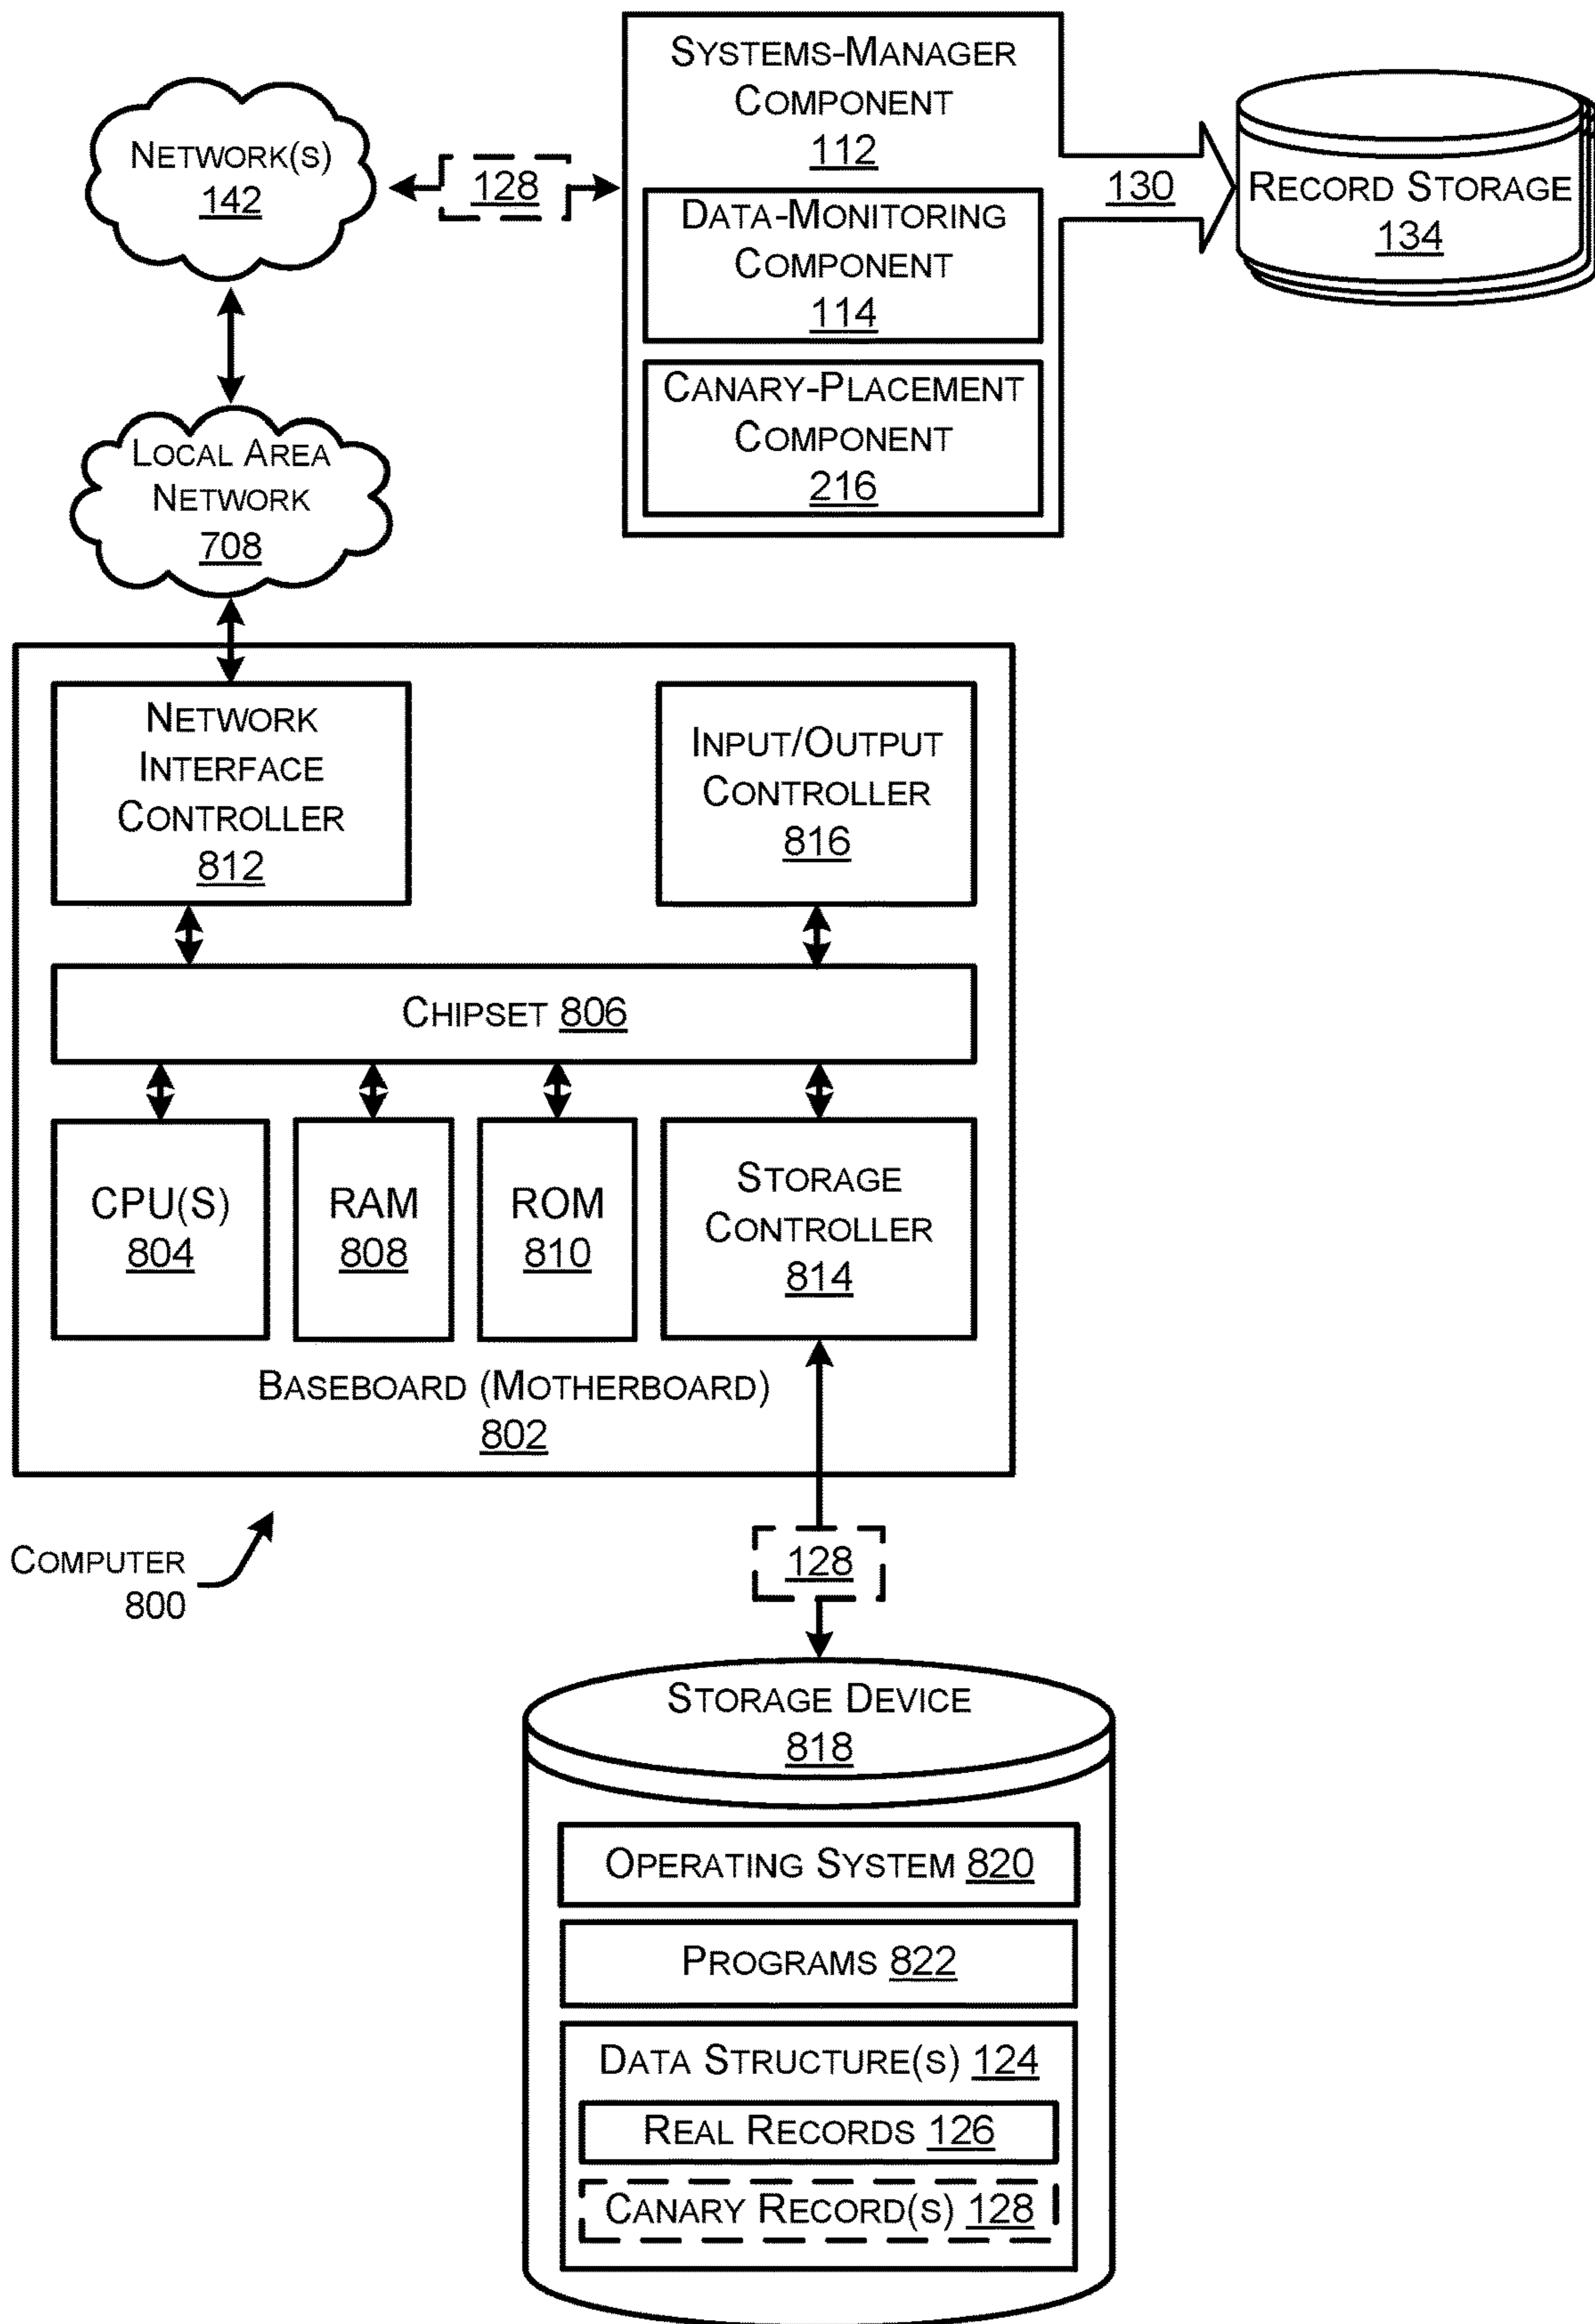 SYSTEMS-MANAGER
COMPONENT
112
NETWORK(S)
142
128
DATA-MONITORING
COMPONENT
114
130
RECORD STORAGE
134
CANARY-PLACEMENT
COMPONENT
216
LOCAL AREA
NETWORK
708
NETWORK
INTERFACE
CONTROLLER
812
INPUT/OUTPUT
CONTROLLER
816
CHIPSET 806
CPU(S)
804
RAM
808
ROM
810
STORAGE
CONTROLLER
814
BASEBOARD (MOTHERBOARD)
802
COMPUTER
800
128
STORAGE DEVICE
818
OPERATING SYSTEM 820
PROGRAMS 822
DATA STRUCTURE(S) 124
REAL RECORDS 126
CANARY RECORD(S) 128